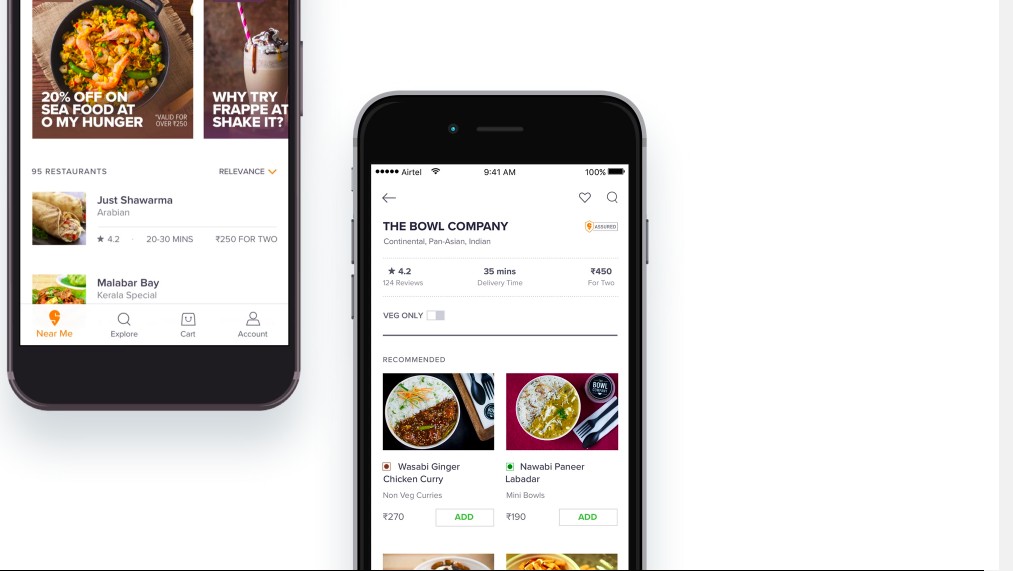 20% OFF ON
SEA FOOD AT
O MY HUNGER
*VALID FOR
OVER ₹250
WHY TRY
FRAPPE AT
SHAKE IT?
95 RESTAURANTS
RELEVANCE
Just Shawarma
Arabian
★ 4.2 · 20-30 MINS ₹250 FOR TWO
Malabar Bay
Kerala Special
Near Me
Explore
Cart
Account
Airtel
9:41 AM
100%
THE BOWL COMPANY
ASSURED
Continental, Pan-Asian, Indian
★ 4.2
35 mins
₹450
124 Reviews
Delivery Time
For Two
VEG ONLY
RECOMMENDED
BOWL
Wasabi Ginger
Chicken Curry
Non Veg Curries
₹270
ADD
Nawabi Paneer
Labadar
Mini Bowls
₹190
ADD